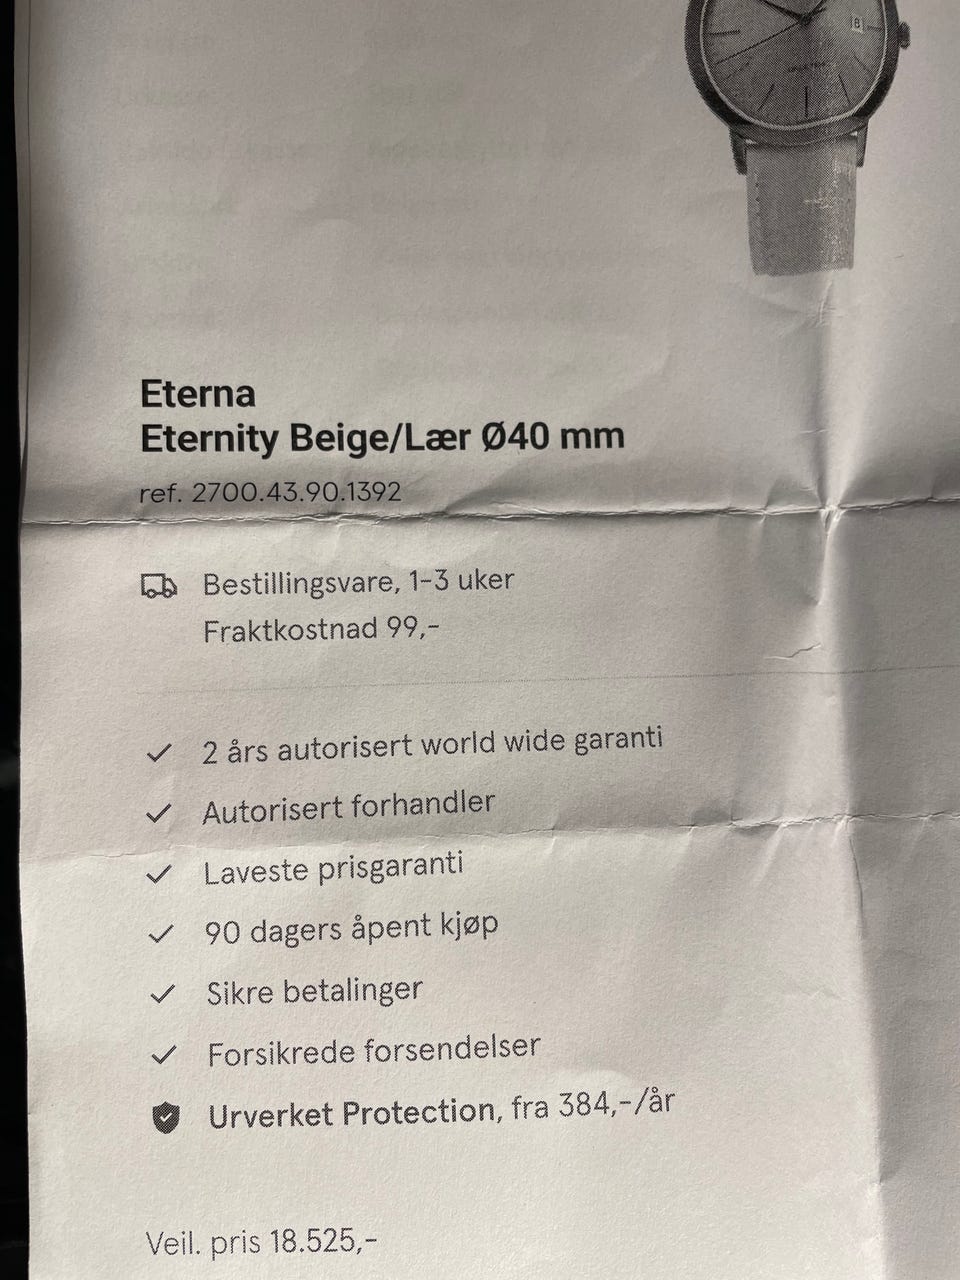 8
Eterna
Eternity Beige/Lær Ø40 mm
ref. 2700.43.90.1392
Bestillingsvare, 1-3 uker
Fraktkostnad 99,-
2 års autorisert world wide garanti
Autorisert forhandler
Laveste prisgaranti
90 dagers åpent kjøp
Sikre betalinger
Forsikrede forsendelser
Urverket Protection, fra 384,-/år
Veil. pris 18.525,-